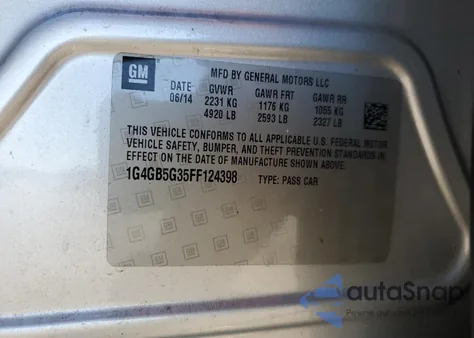 GM
MFD BY GENERAL MOTORS LLC
DATE GVWR GAWR FRT GAWR RR
06/14 2231 KG 1176 KG 1055 KG
4920 LB 2593 LB 2327 LB
THIS VEHICLE CONFORMS TO ALL APPLICABLE U.S. FEDERAL MOTOR
VEHICLE SAFETY, BUMPER, AND THEFT PREVENTION STANDARDS IN
EFFECT ON THE DATE OF MANUFACTURE SHOWN ABOVE.
1G4GB5G35FF124398 TYPE: PASS CAR
autoSnap